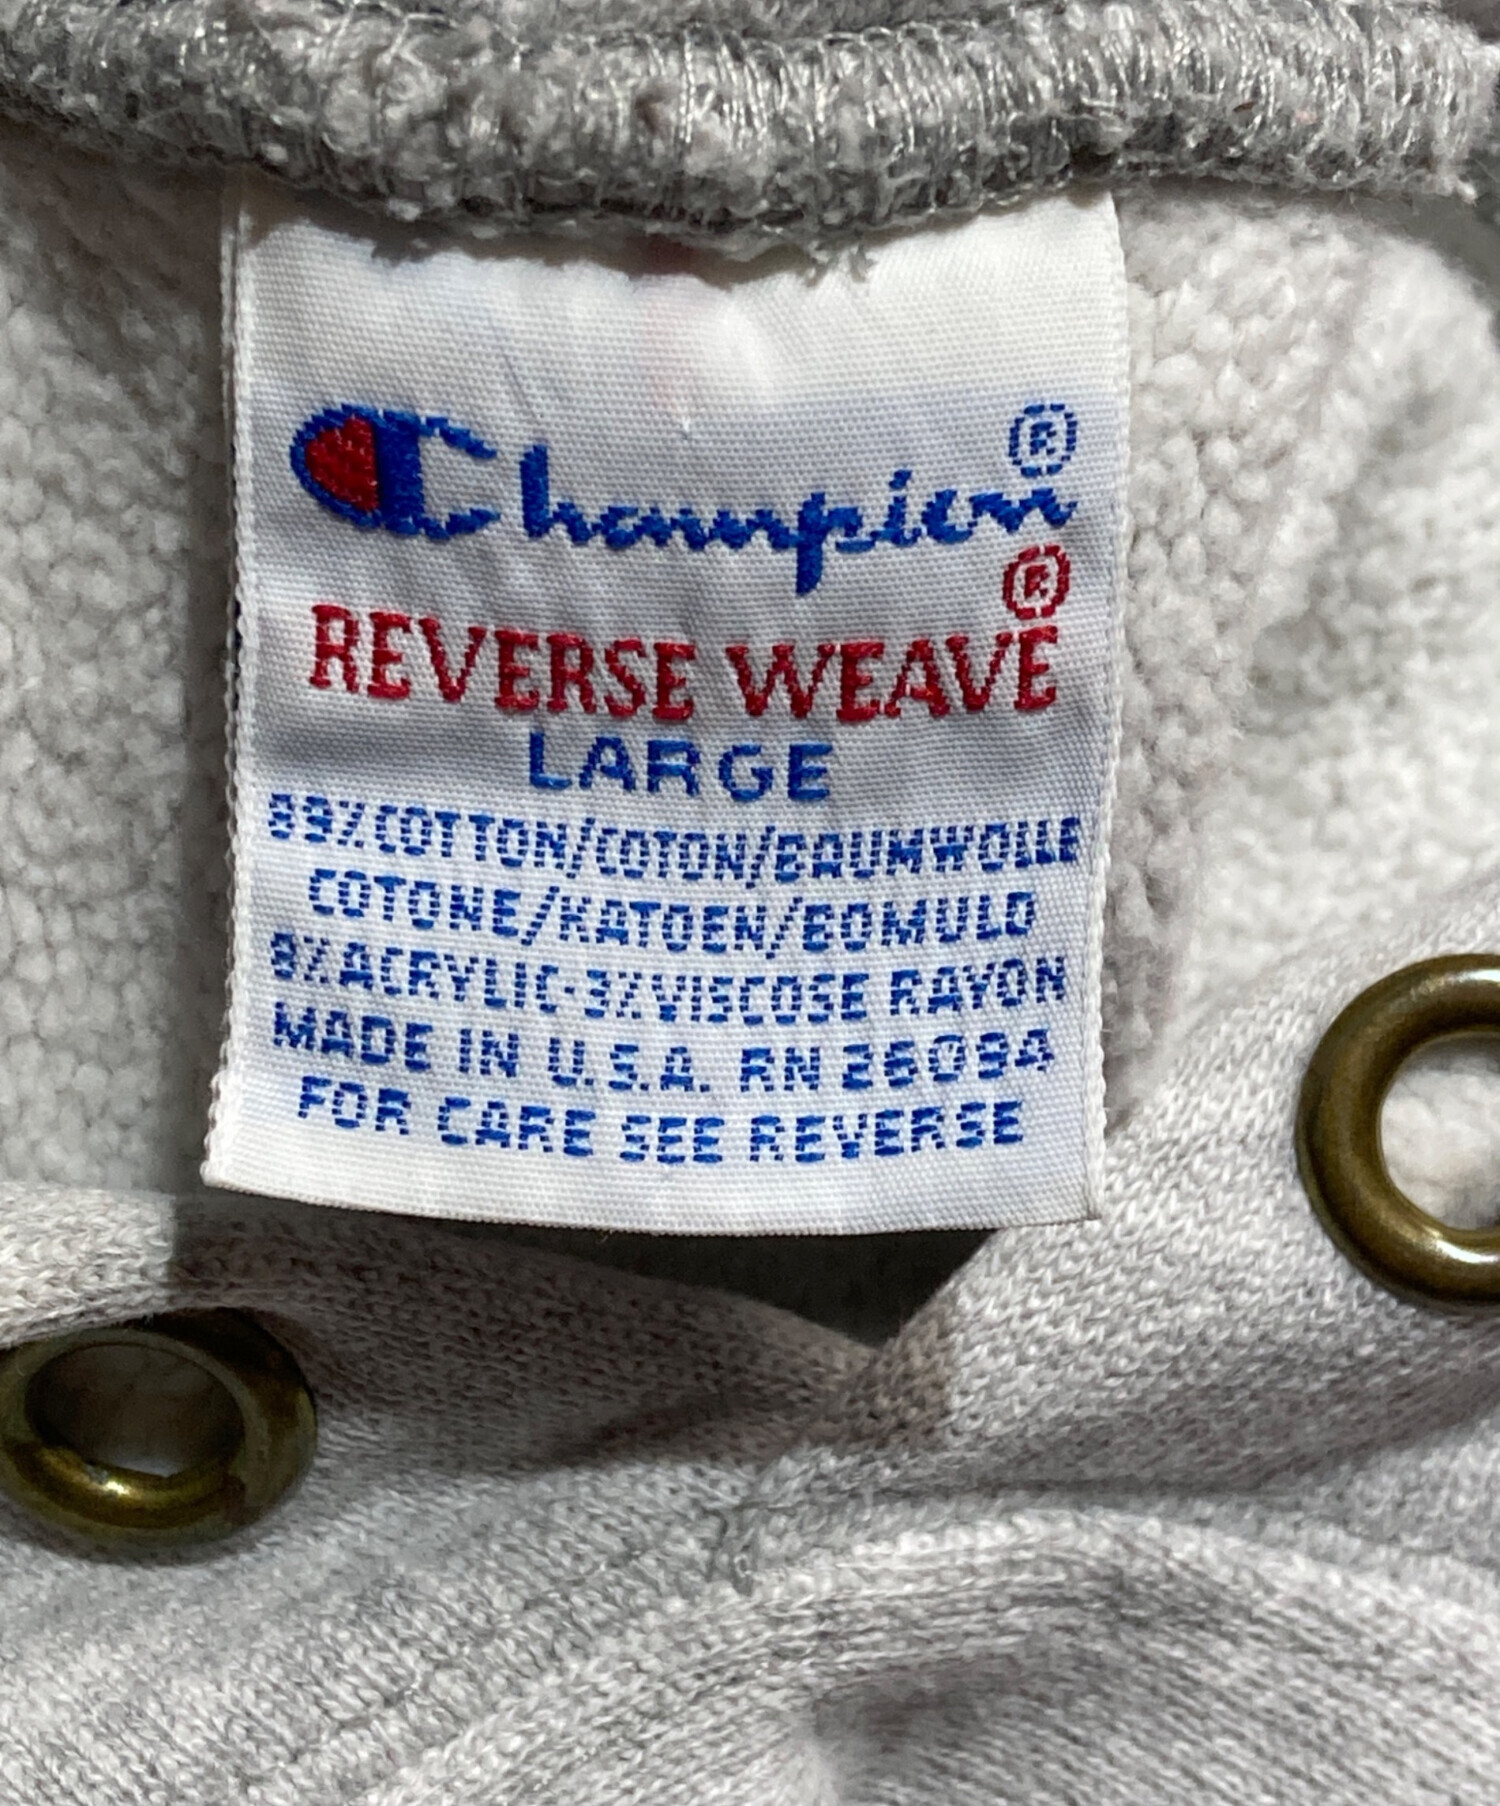 Champion®
REVERSE WEAVE®
LARGE
89%COTTON/COTON/BAUMWOLLE
COTONE/KATOEN/BOMULD
8%ACRYLIC-3%VISCOSE RAYON
MADE IN U.S.A. RN 26094
FOR CARE SEE REVERSE